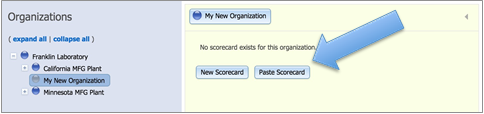 Organizations
( expand all | collapse all )
Franklin Laboratory
California MFG Plant
My New Organization
Minnesota MFG Plant
My New Organization
No scorecard exists for this organization.
New Scorecard Paste Scorecard